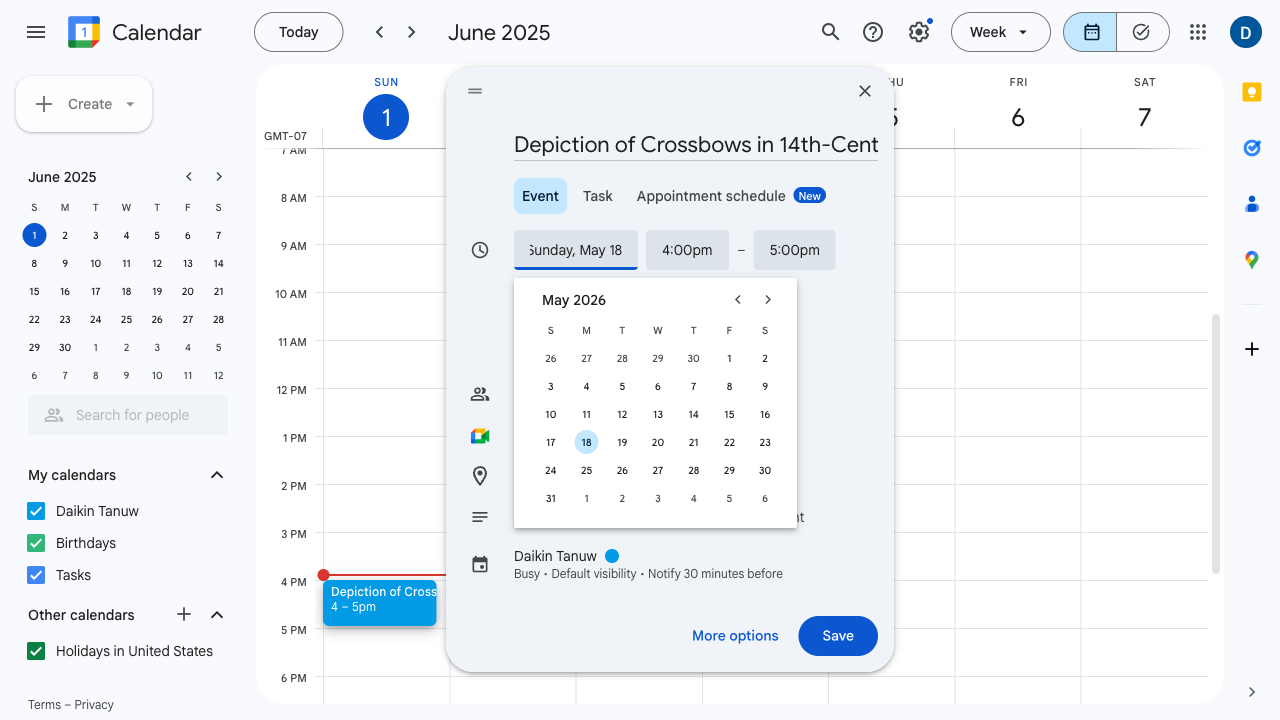 Calendar
Today
June 2025
Week
D
Create
June 2025
S M T W T F S
1 2 3 4 5 6 7
8 9 10 11 12 13 14
15 16 17 18 19 20 21
22 23 24 25 26 27 28
29 30 1 2 3 4 5
6 7 8 9 10 11 12
Search for people
My calendars
Daikin Tanuw
Birthdays
Tasks
Other calendars
Holidays in United States
Terms – Privacy
GMT-07
SUN
1
FRI
6
SAT
7
7 AM
8 AM
9 AM
10 AM
11 AM
12 PM
1 PM
2 PM
3 PM
4 PM
5 PM
6 PM
Depiction of Cross
4 – 5pm
Depiction of Crossbows in 14th-Cent
Event Task Appointment schedule New
Sunday, May 18 4:00pm – 5:00pm
May 2026
S M T W T F S
26 27 28 29 30 1 2
3 4 5 6 7 8 9
10 11 12 13 14 15 16
17 18 19 20 21 22 23
24 25 26 27 28 29 30
31 1 2 3 4 5 6
Daikin Tanuw
Busy • Default visibility • Notify 30 minutes before
More options
Save